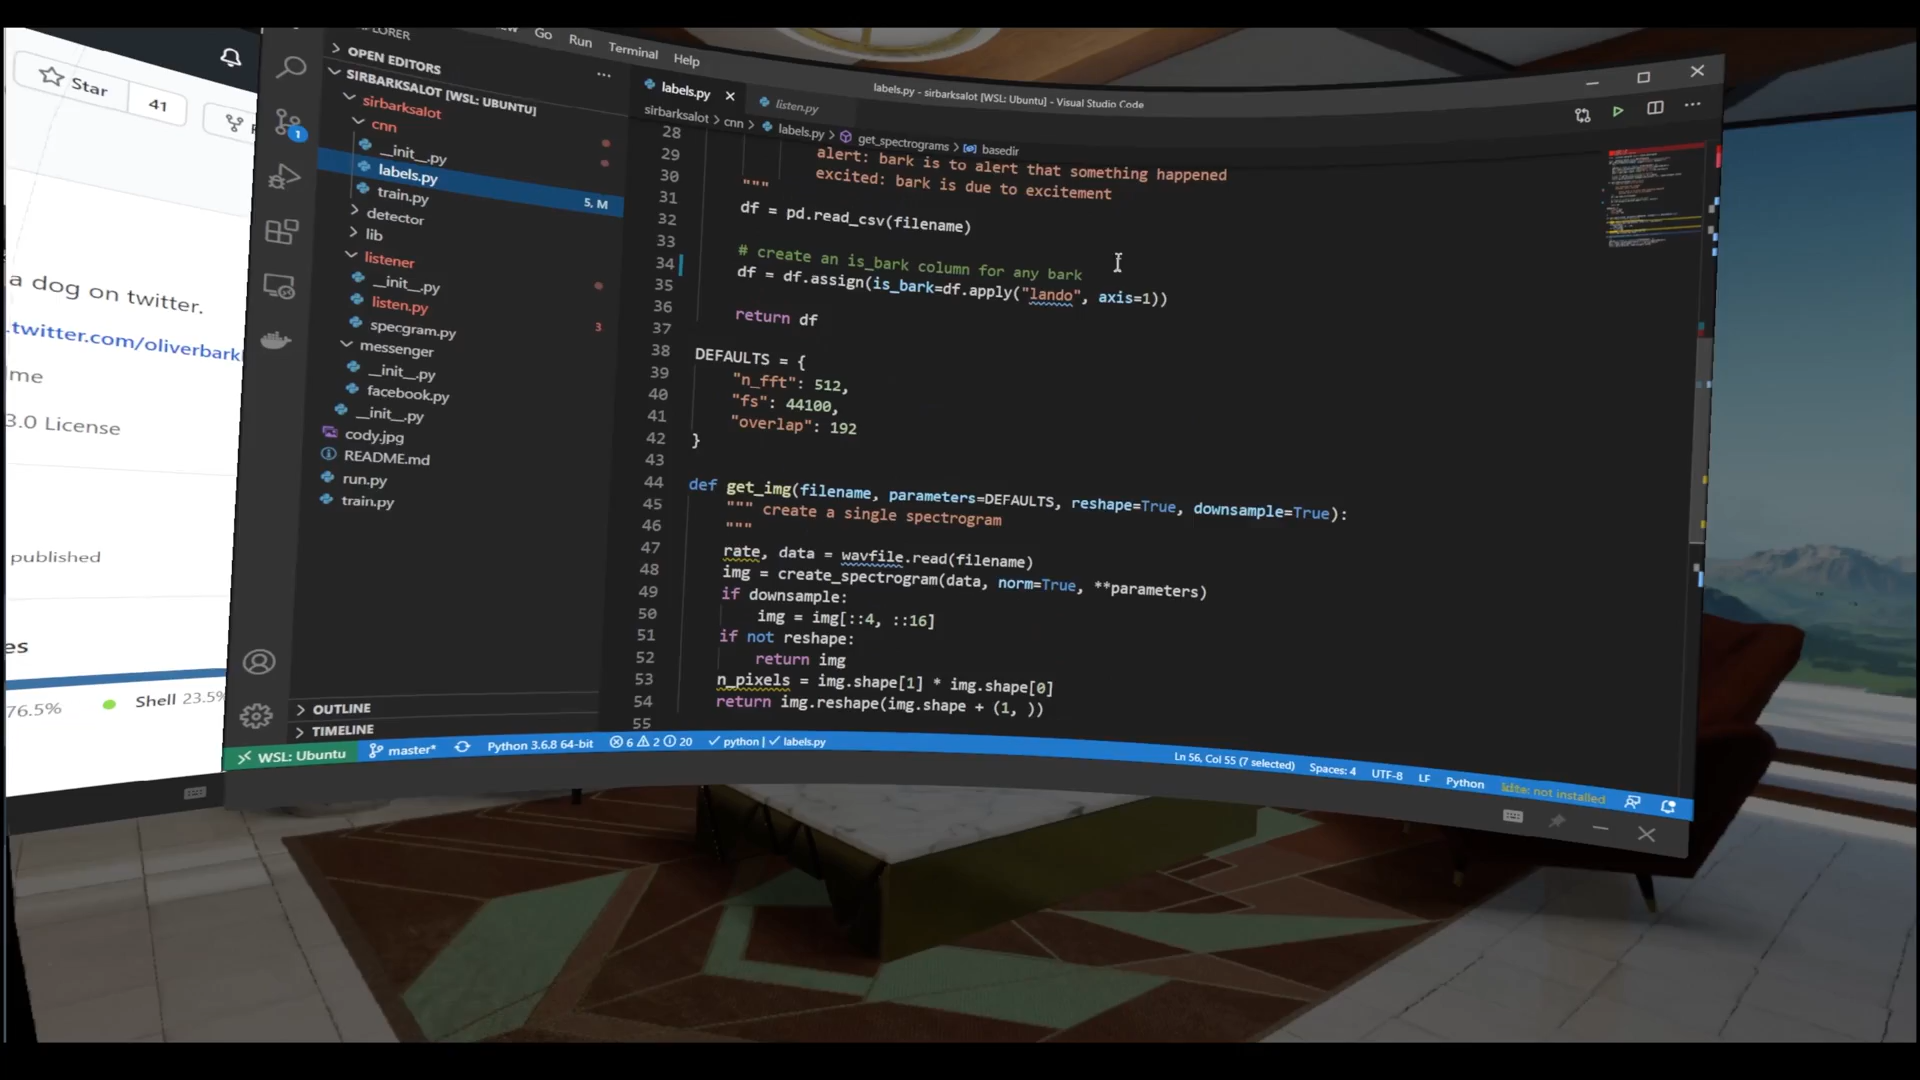 Star
41
a dog on twitter.
.twitter.com/oliverbark
me
3.0 License
published
es
76.5%
Shell 23.5%
Go
Run
Terminal
Help
labels.py - sirbarksalot [WSL: Ubuntu] - Visual Studio Code
OPEN EDITORS
SIRBARKSALOT [WSL: UBUNTU]
sirbarksalot
cnn
__init__.py
labels.py
5, M
train.py
detector
lib
listener
__init__.py
listen.py
3
specgram.py
messenger
__init__.py
facebook.py
__init__.py
cody.jpg
README.md
run.py
train.py
OUTLINE
TIMELINE
1
labels.py
listen.py
sirbarksalot > cnn > labels.py > get_spectrograms > basedir
28
29 alert: bark is to alert that something happened
30 excited: bark is due to excitement
31 """
32 df = pd.read_csv(filename)
33
34 # create an is_bark column for any bark
35 df = df.assign(is_bark=df.apply("lando", axis=1))
36
37 return df
38
39 DEFAULTS = {
40 "n_fft": 512,
41 "fs": 44100,
42 "overlap": 192
43 }
44
45 def get_img(filename, parameters=DEFAULTS, reshape=True, downsample=True):
46 """ create a single spectrogram
47 """
48 rate, data = wavfile.read(filename)
49 img = create_spectrogram(data, norm=True, **parameters)
50 if downsample:
51 img = img[::4, ::16]
52 if not reshape:
53 return img
54 n_pixels = img.shape[1] * img.shape[0]
55 return img.reshape(img.shape + (1, ))
WSL: Ubuntu
master*
Python 3.6.8 64-bit
6
2
20
python | labels.py
Ln 56, Col 55 (7 selected)
Spaces: 4
UTF-8
LF
Python
kite: not installed